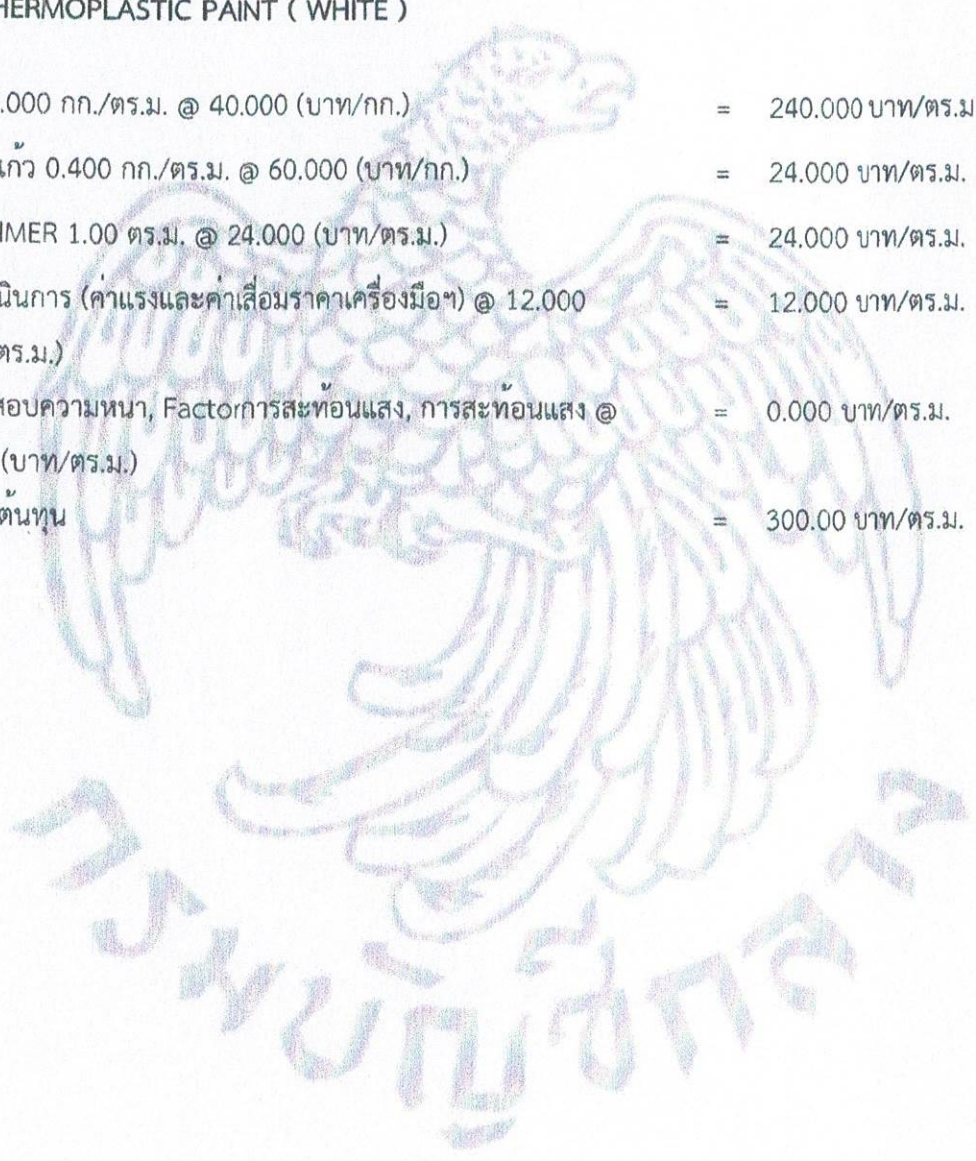 HERMOPLASTIC PAINT ( WHITE )
.000 กก./ตร.ม. @ 40.000 (บาท/กก.) = 240.000 บาท/ตร.ม
แก้ว 0.400 กก./ตร.ม. @ 60.000 (บาท/กก.) = 24.000 บาท/ตร.ม.
IMER 1.00 ตร.ม. @ 24.000 (บาท/ตร.ม.) = 24.000 บาท/ตร.ม.
นินการ (ค่าแรงและค่าเสื่อมราคาเครื่องมือฯ) @ 12.000 = 12.000 บาท/ตร.ม.
ตร.ม.)
สอบความหนา, Factorการสะท้อนแสง, การสะท้อนแสง @ = 0.000 บาท/ตร.ม.
(บาท/ตร.ม.)
ต้นทุน = 300.00 บาท/ตร.ม.
กรมบัญชีกลาง